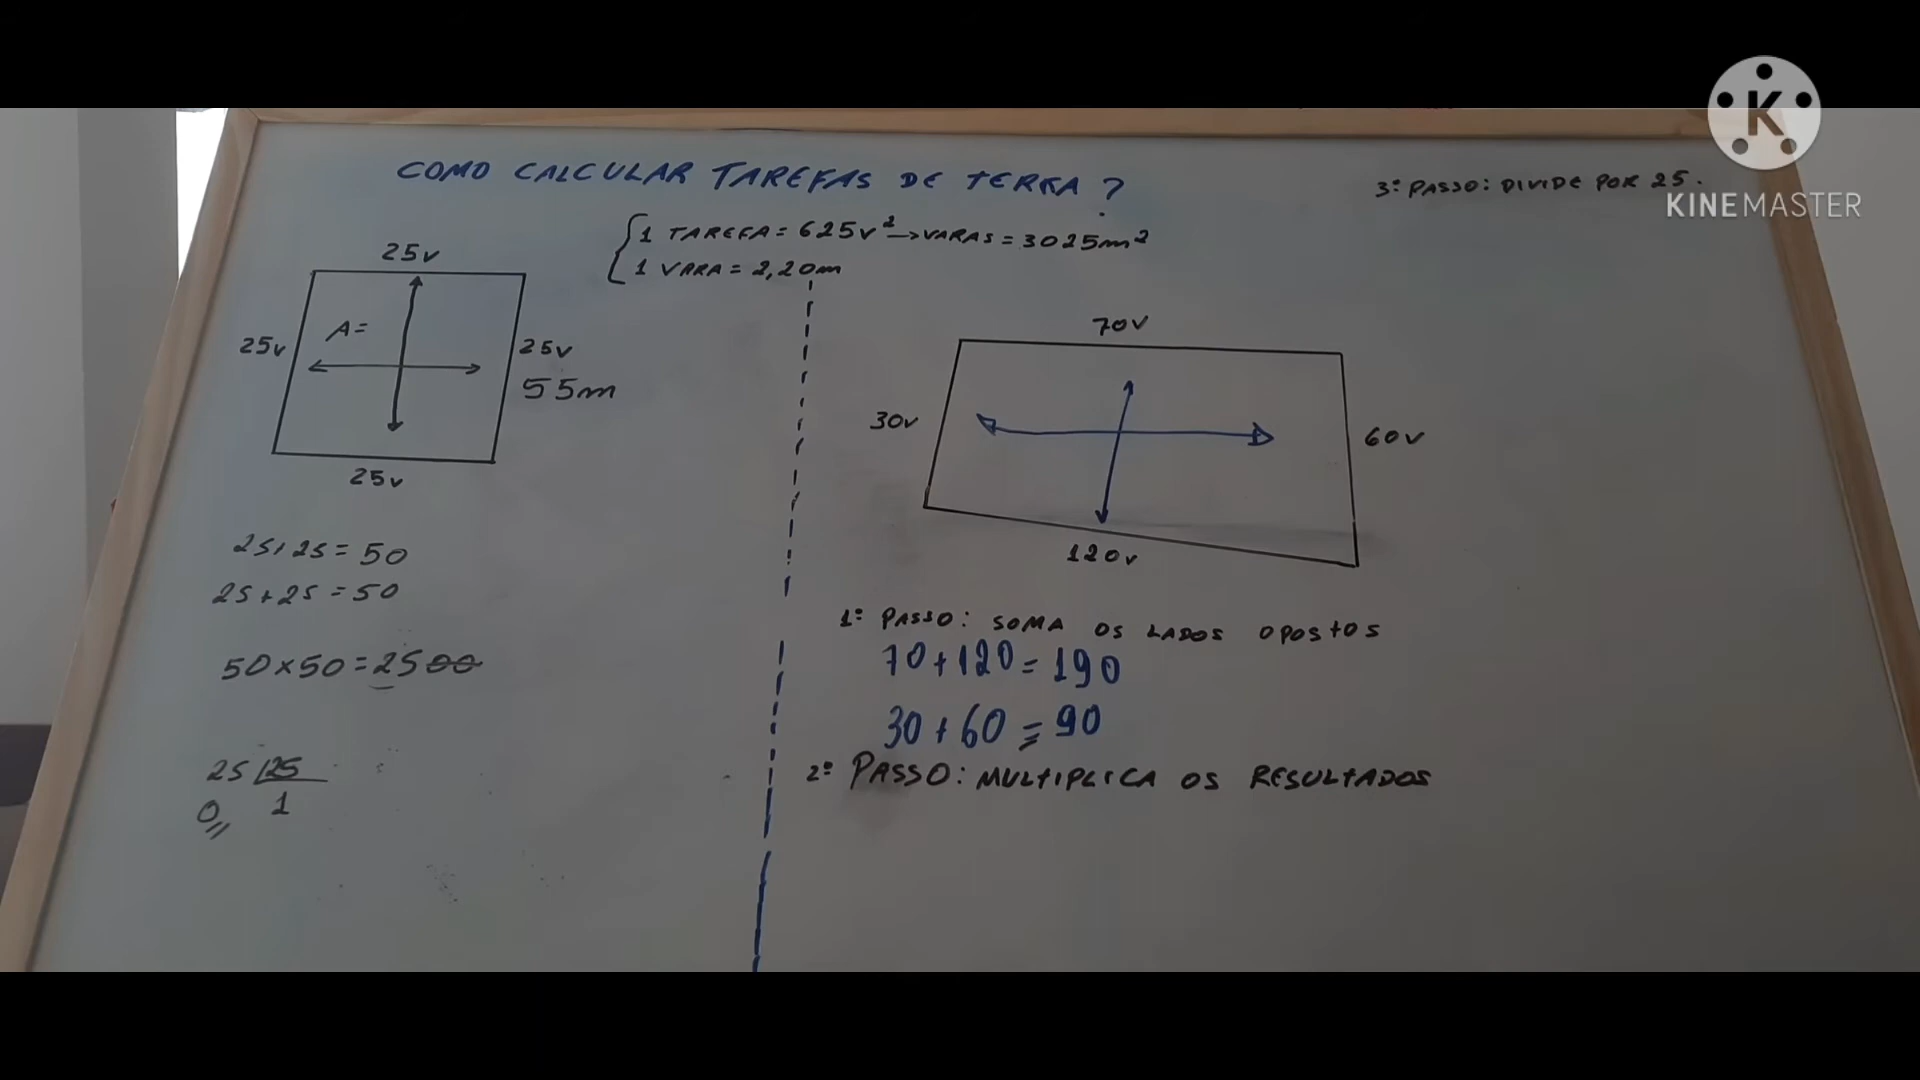 COMO CALCULAR TAREFAS DE TERRA?
3º PASSO: DIVIDE POR 25.
K
KINEMASTER
1 TAREFA = 625v² → VARAS = 3025m²
1 VARA = 2,20m
25v
A=
25v
25v
55m
25v
70v
30v
60v
120v
25+25 = 50
25+25 = 50
50x50 = 2500
25 25
0 1
1º PASSO: SOMA OS LADOS OPOSTOS
70+120 = 190
30+60 = 90
2º PASSO: MULTIPLICA OS RESULTADOS